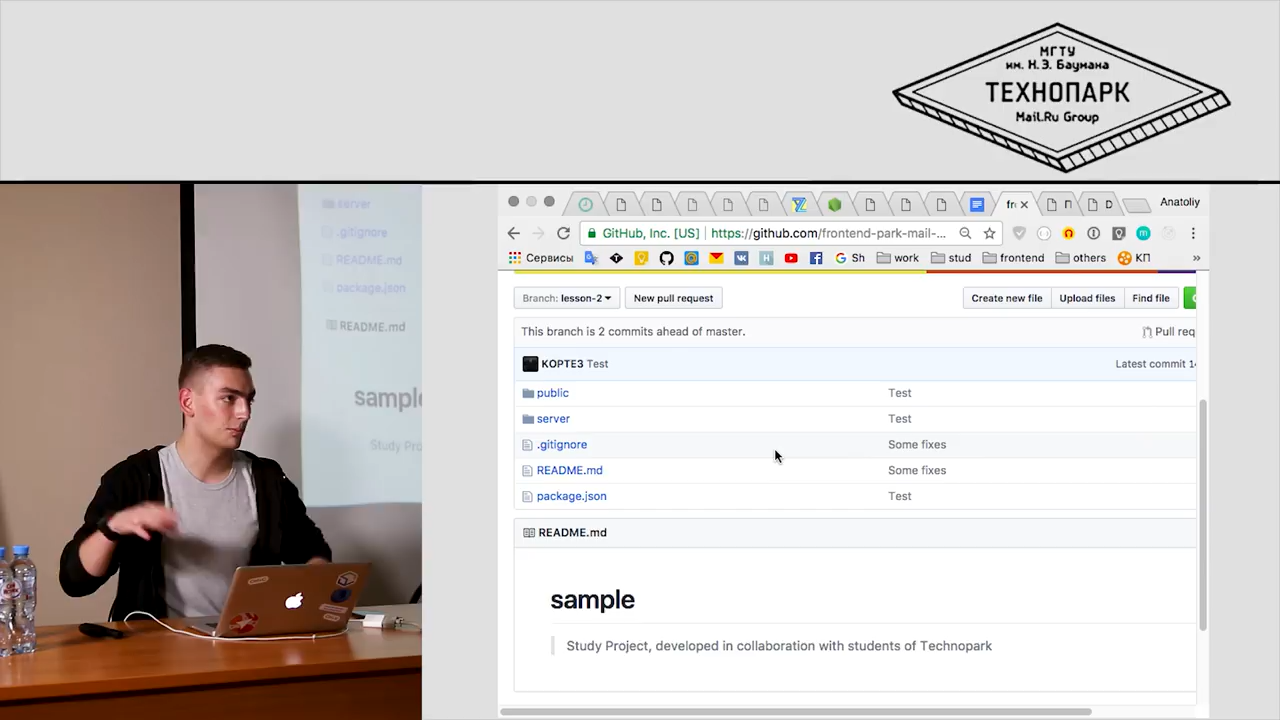 МГТУ
им. Н.Э. Баумана
ТЕХНОПАРК
Mail.Ru Group
server
.gitignore
README.md
package.json
README.md
sample
Study Pro
fr
П
D
Anatoliy
GitHub, Inc. [US]
https://github.com/frontend-park-mail-...
Сервисы
Sh
work
stud
frontend
others
КП
»
Branch: lesson-2
New pull request
Create new file
Upload files
Find file
This branch is 2 commits ahead of master.
Pull req
KOPTE3 Test
Latest commit 14
public
Test
server
Test
.gitignore
Some fixes
README.md
Some fixes
package.json
Test
README.md
sample
Study Project, developed in collaboration with students of Technopark